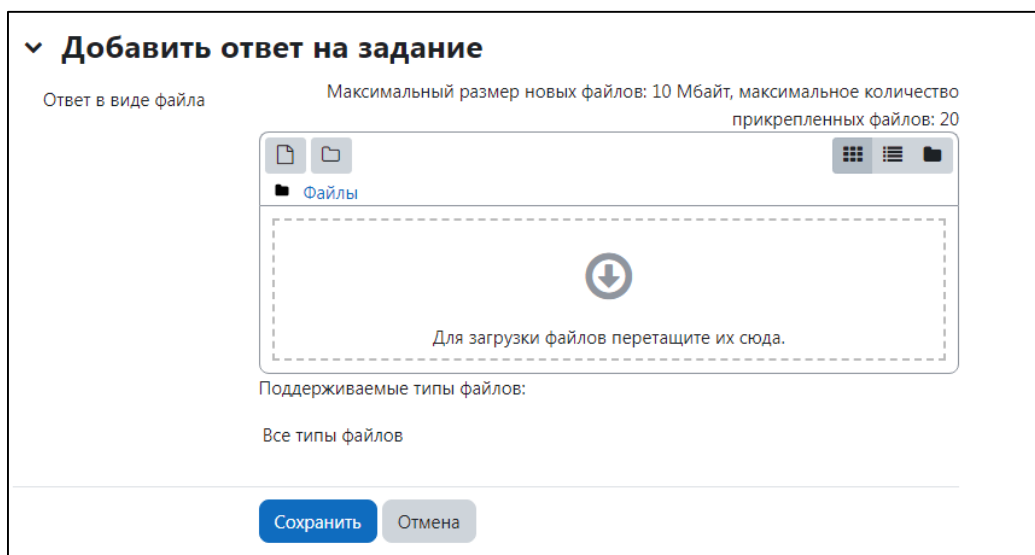 Добавить ответ на задание
Ответ в виде файла
Максимальный размер новых файлов: 10 Мбайт, максимальное количество
прикрепленных файлов: 20
Файлы
Для загрузки файлов перетащите их сюда.
Поддерживаемые типы файлов:
Все типы файлов
Сохранить Отмена